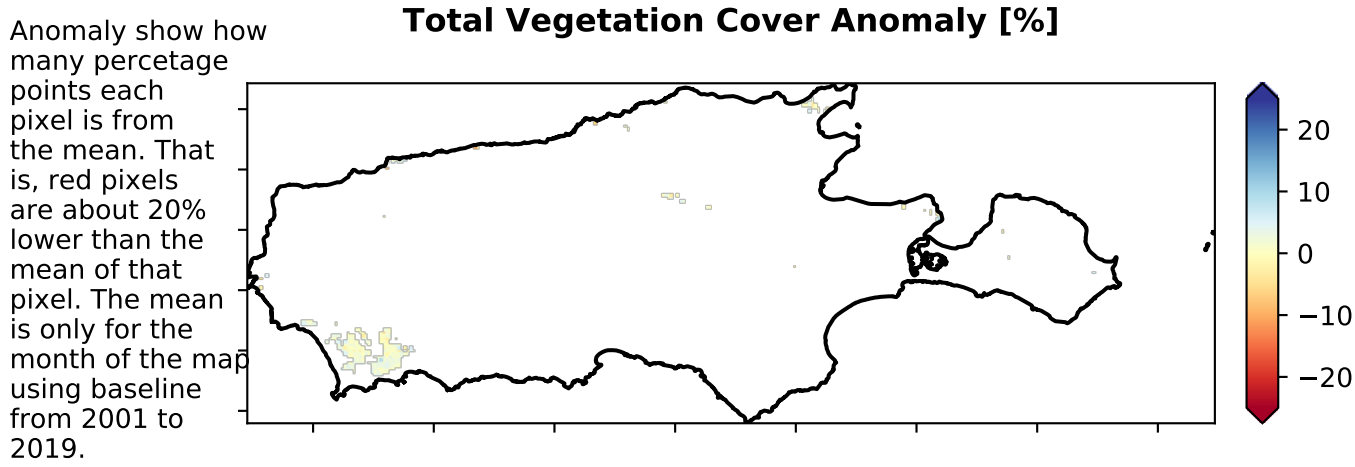 Total Vegetation Cover Anomaly [%]
Anomaly show how
many percetage
points each
pixel is from
the mean. That
is, red pixels
are about 20%
lower than the
mean of that
pixel. The mean
is only for the
month of the map
using baseline
from 2001 to
2019.
20
10
0
−10
−20